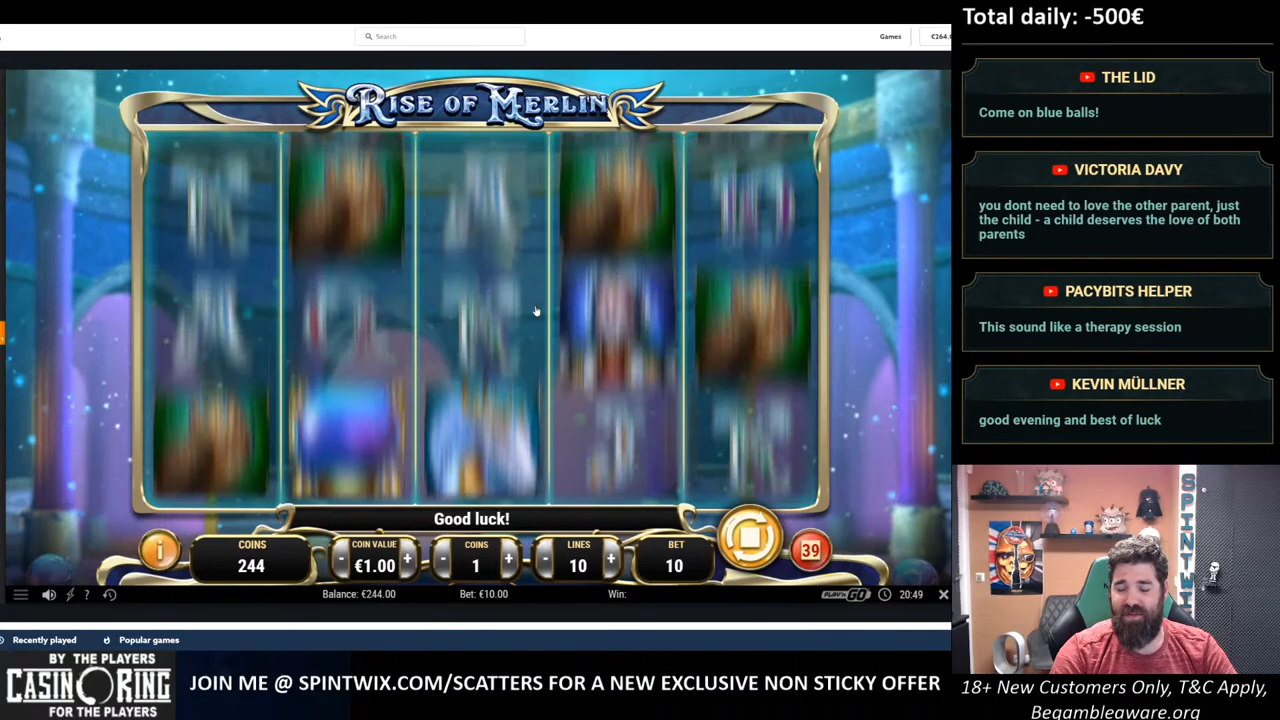 Search
Games
€264.
RISE OF MERLIN
Good luck!
COINS
244
COIN VALUE
- €1.00 +
COINS
- 1 +
LINES
- 10 +
BET
10
39
Balance: €244.00
Bet: €10.00
Win:
PLAY'N GO
20:49
Recently played
Popular games
Total daily: -500€
THE LID
Come on blue balls!
VICTORIA DAVY
you dont need to love the other parent, just
the child - a child deserves the love of both
parents
PACYBITS HELPER
This sound like a therapy session
KEVIN MÜLLNER
good evening and best of luck
SPINTWI
BY THE PLAYERS
CASINORING
FOR THE PLAYERS
JOIN ME @ SPINTWIX.COM/SCATTERS FOR A NEW EXCLUSIVE NON STICKY OFFER
18+ New Customers Only, T&C Apply,
Begambleaware.org